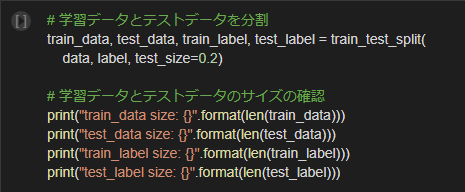 [ ]
# 学習データとテストデータを分割
train_data, test_data, train_label, test_label = train_test_split(
    data, label, test_size=0.2)
# 学習データとテストデータのサイズの確認
print("train_data size: {}".format(len(train_data)))
print("test_data size: {}".format(len(test_data)))
print("train_label size: {}".format(len(train_label)))
print("test_label size: {}".format(len(test_label)))